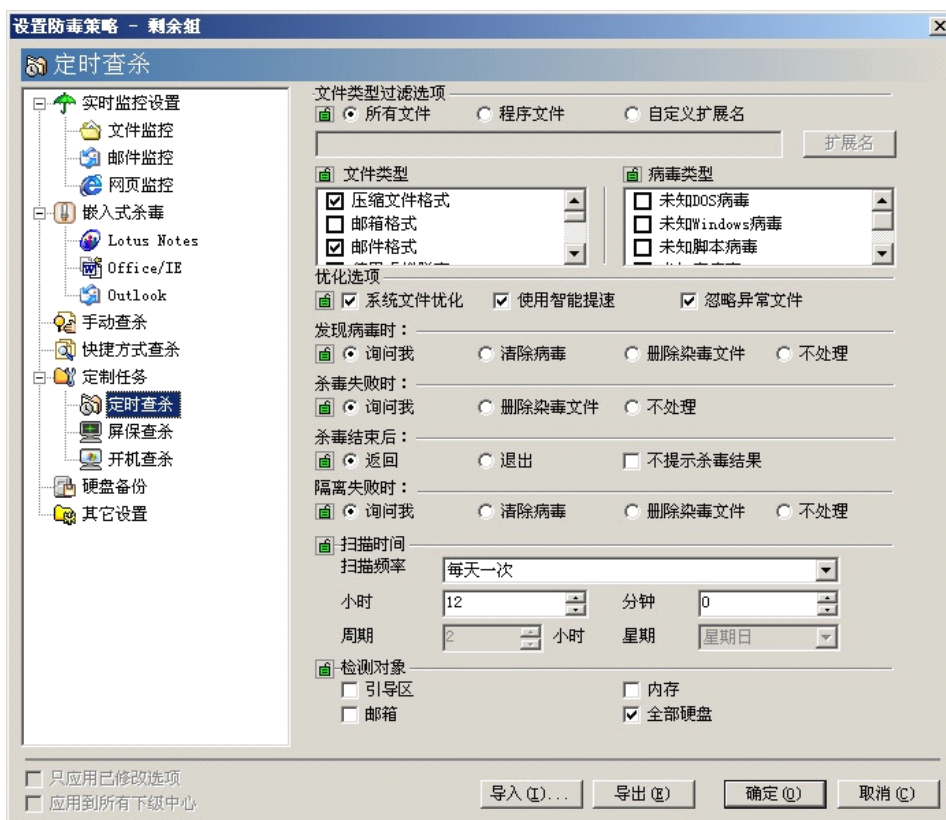 设置防毒策略 - 剩余组
定时查杀
实时监控设置
文件监控
邮件监控
网页监控
嵌入式杀毒
Lotus Notes
Office/IE
Outlook
手动查杀
快捷方式查杀
定制任务
定时查杀
屏保查杀
开机查杀
硬盘备份
其它设置
文件类型过滤选项
所有文件 程序文件 自定义扩展名
扩展名
文件类型 病毒类型
压缩文件格式 未知DOS病毒
邮箱格式 未知Windows病毒
邮件格式 未知脚本病毒
优化选项
系统文件优化 使用智能提速 忽略异常文件
发现病毒时:
询问我 清除病毒 删除染毒文件 不处理
杀毒失败时:
询问我 删除染毒文件 不处理
杀毒结束后:
返回 退出 不提示杀毒结果
隔离失败时:
询问我 清除病毒 删除染毒文件 不处理
扫描时间
扫描频率 每天一次
小时 12 分钟 0
周期 2 小时 星期 星期日
检测对象
引导区 内存
邮箱 全部硬盘
只应用已修改选项
应用到所有下级中心
导入(I)... 导出(E) 确定(O) 取消(C)